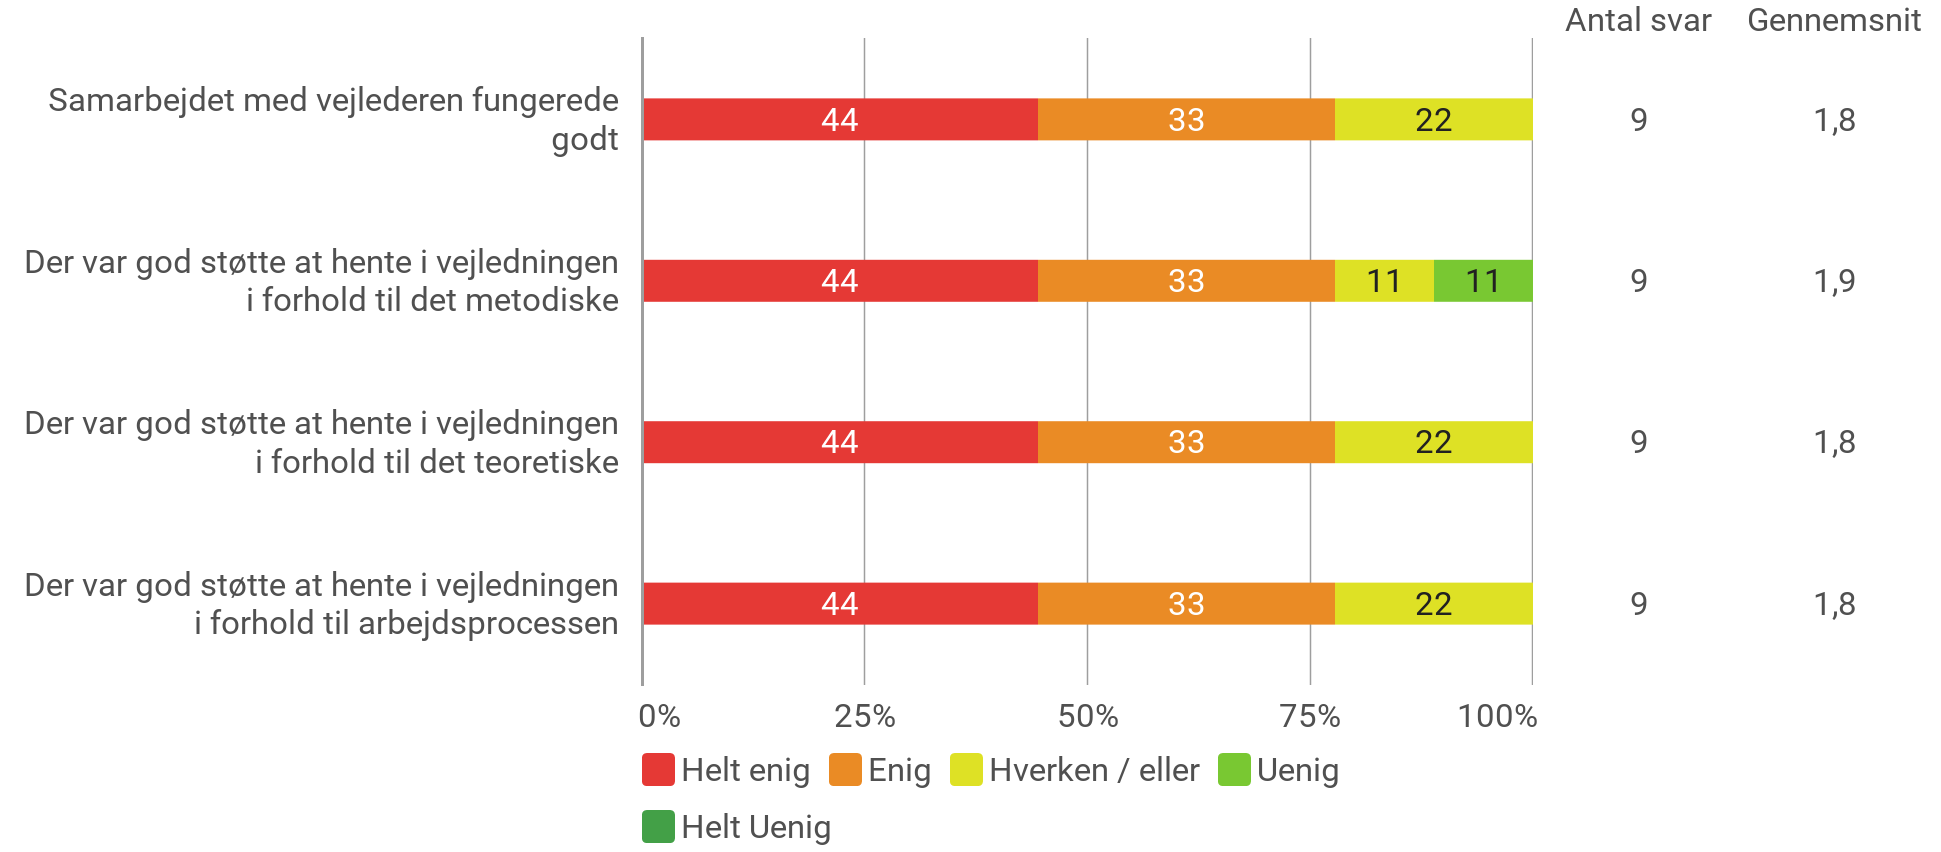 Antal svar Gennemsnit
Samarbejdet med vejlederen fungerede
godt
44 33 22 9 1,8
Der var god støtte at hente i vejledningen
i forhold til det metodiske
44 33 11 11 9 1,9
Der var god støtte at hente i vejledningen
i forhold til det teoretiske
44 33 22 9 1,8
Der var god støtte at hente i vejledningen
i forhold til arbejdsprocessen
44 33 22 9 1,8
0% 25% 50% 75% 100%
Helt enig Enig Hverken / eller Uenig
Helt Uenig